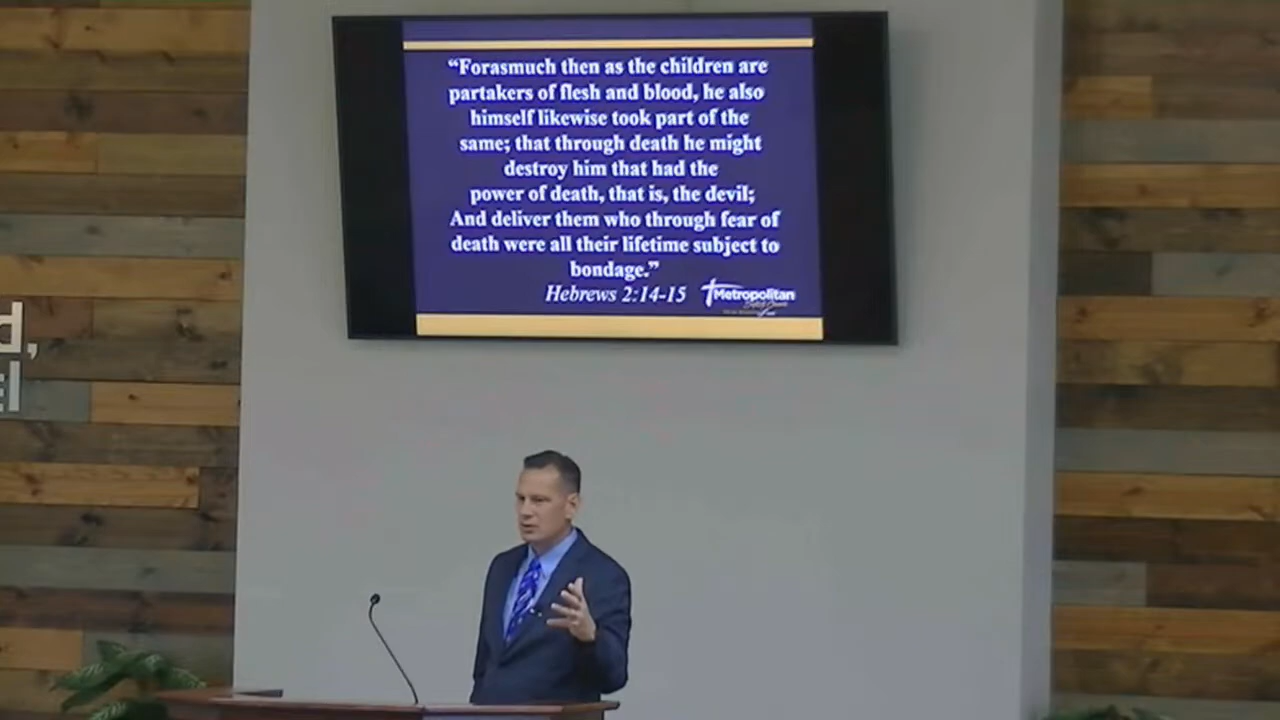 “Forasmuch then as the children are
partakers of flesh and blood, he also
himself likewise took part of the
same; that through death he might
destroy him that had the
power of death, that is, the devil;
And deliver them who through fear of
death were all their lifetime subject to
bondage.”
Hebrews 2:14-15
Metropolitan
d,
el